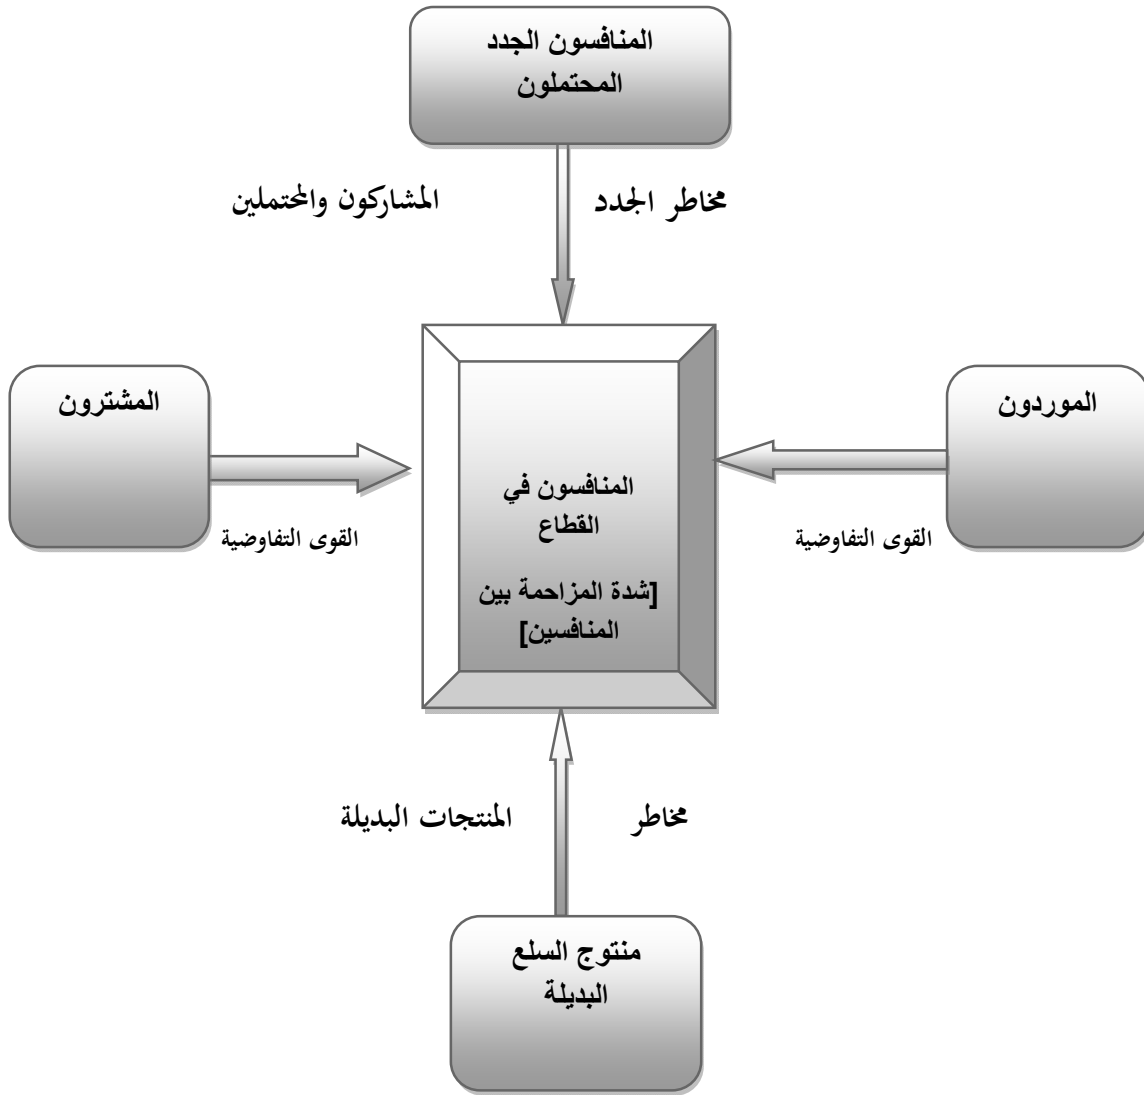 المنافسون الجدد
المحتملون
مخاطر الجدد المشاركون والمحتملين
الموردون
المشترون
المنافسون في
القطاع
[شدة المزاحمة بين
المنافسين]
القوى التفاوضية
القوى التفاوضية
مخاطر المنتجات البديلة
منتوج السلع
البديلة